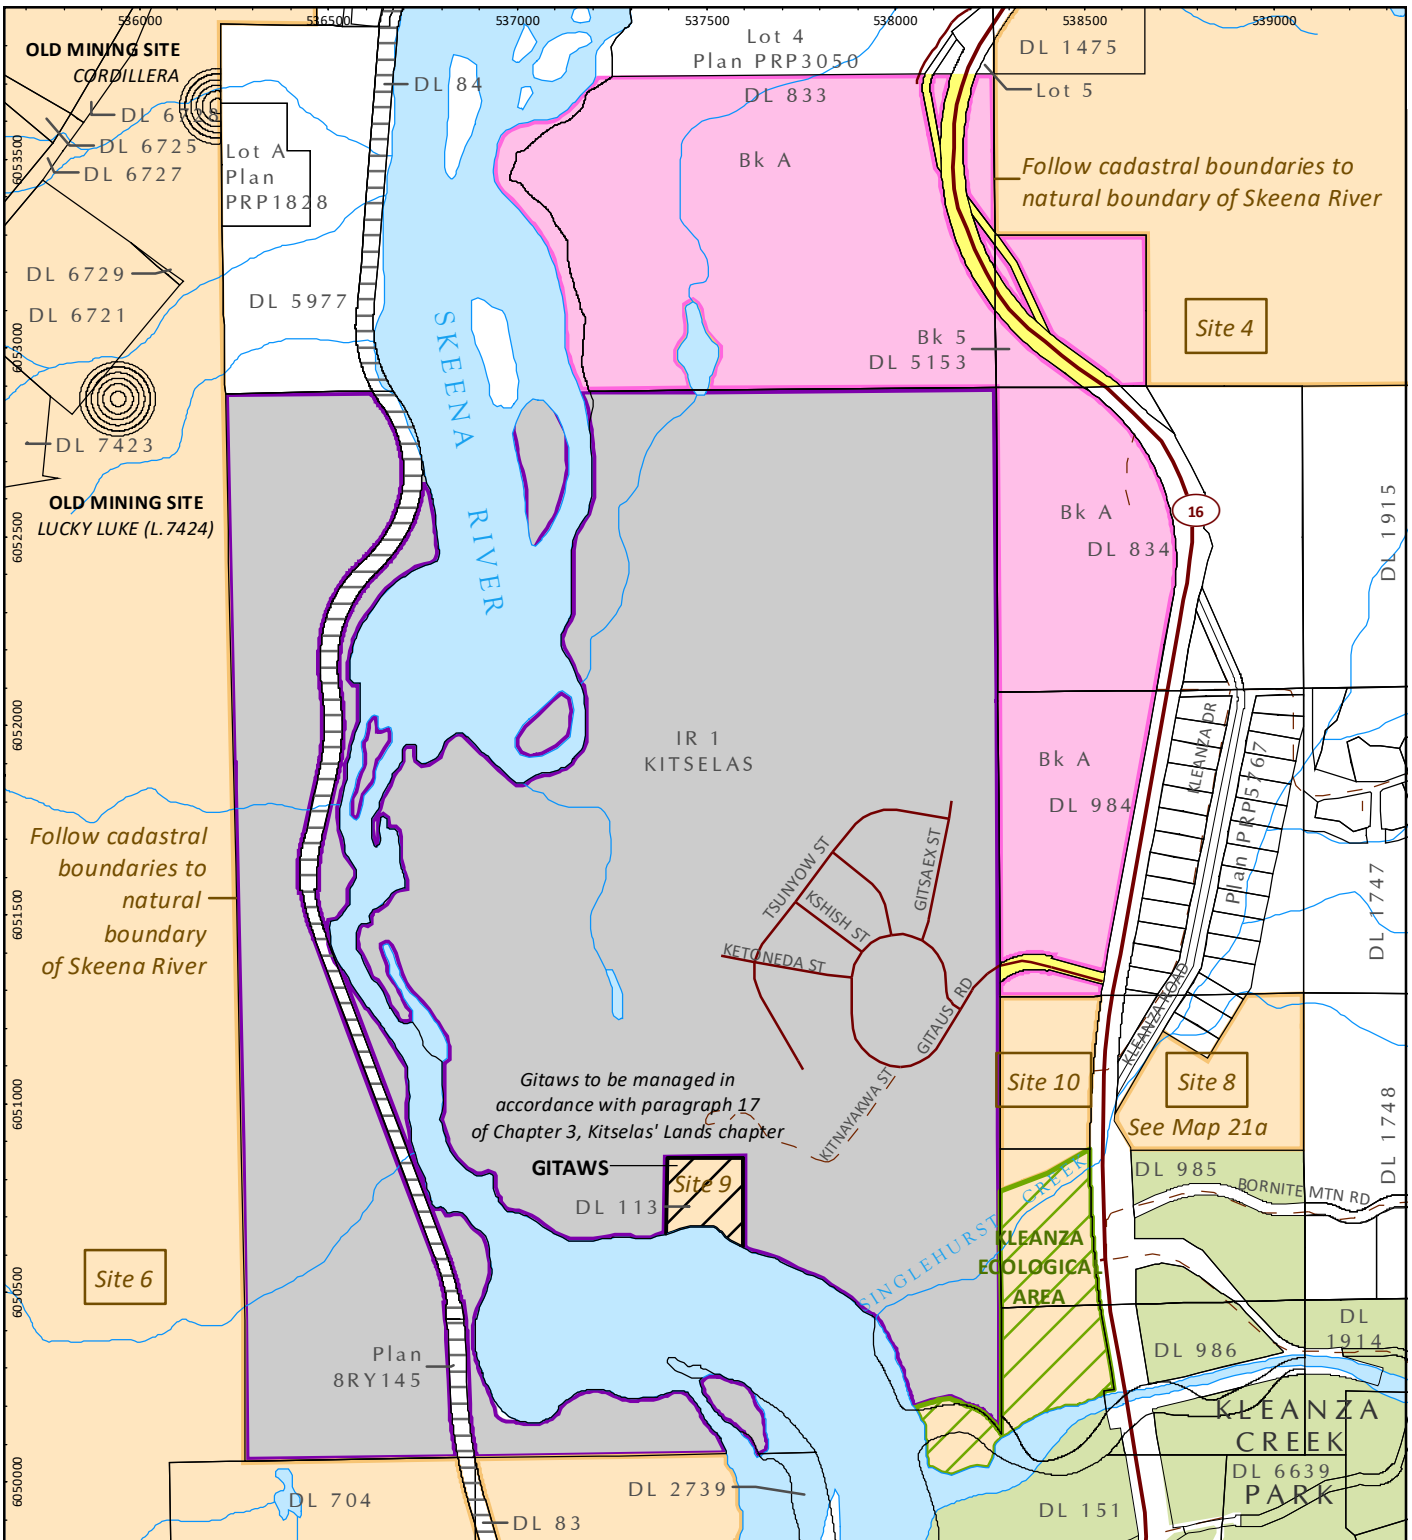 536000
536500
537000
537500
538000
538500
539000
OLD MINING SITE
CORDILLERA
DL 6728
DL 6725
DL 6727
Lot A
Plan
PRP1828
DL 84
Lot 4
Plan PRP3050
DL 833
Bk A
DL 1475
Lot 5
Follow cadastral boundaries to
natural boundary of Skeena River
6053500
DL 6729
DL 6721
DL 5977
SKEENA
RIVER
Bk 5
DL 5153
Site 4
6053000
DL 7423
OLD MINING SITE
LUCKY LUKE (L.7424)
6052500
Bk A
DL 834
16
DL 1915
6052000
IR 1
KITSELAS
Bk A
DL 984
KLEANZA DR
Plan PRP5767
Follow cadastral
boundaries to
natural
boundary
of Skeena River
6051500
TSUNYOW ST
KSHISH ST
GITSAEX ST
KETONEDA ST
GITAUS RD
KITNAYAKWA ST
KLEANZA ROAD
DL 1747
6051000
Gitaws to be managed in
accordance with paragraph 17
of Chapter 3, Kitselas' Lands chapter
GITAWS
Site 9
DL 113
Site 10
Site 8
See Map 21a
DL 1748
DL 985
BORNITE MTN RD
SINGLEHURST CREEK
KLEANZA
ECOLOGICAL
AREA
Site 6
6050500
Plan
8RY145
DL 986
DL
1914
KLEANZA
CREEK
PARK
DL 6639
6050000
DL 704
DL 83
DL 2739
DL 151